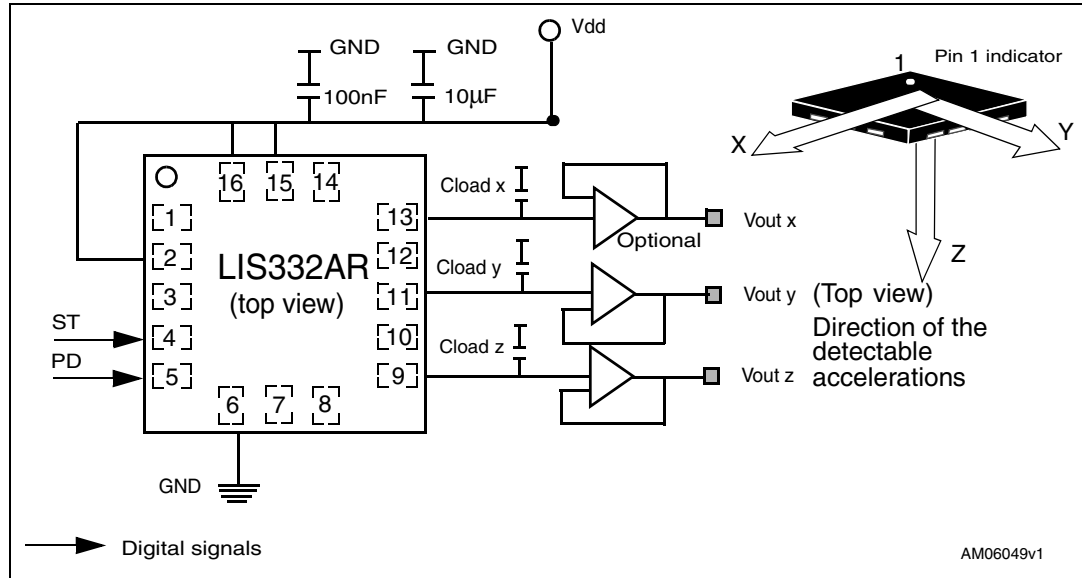 Vdd
GND
GND
100nF
10µF
1
Pin 1 indicator
X
Y
Z
16
15
14
1
2
3
4
5
6
7
8
13
12
11
10
9
LIS332AR
(top view)
ST
PD
GND
Cload x
Optional
Vout x
Cload y
Vout y
Cload z
Vout z
(Top view)
Direction of the
detectable
accelerations
Digital signals
AM06049v1